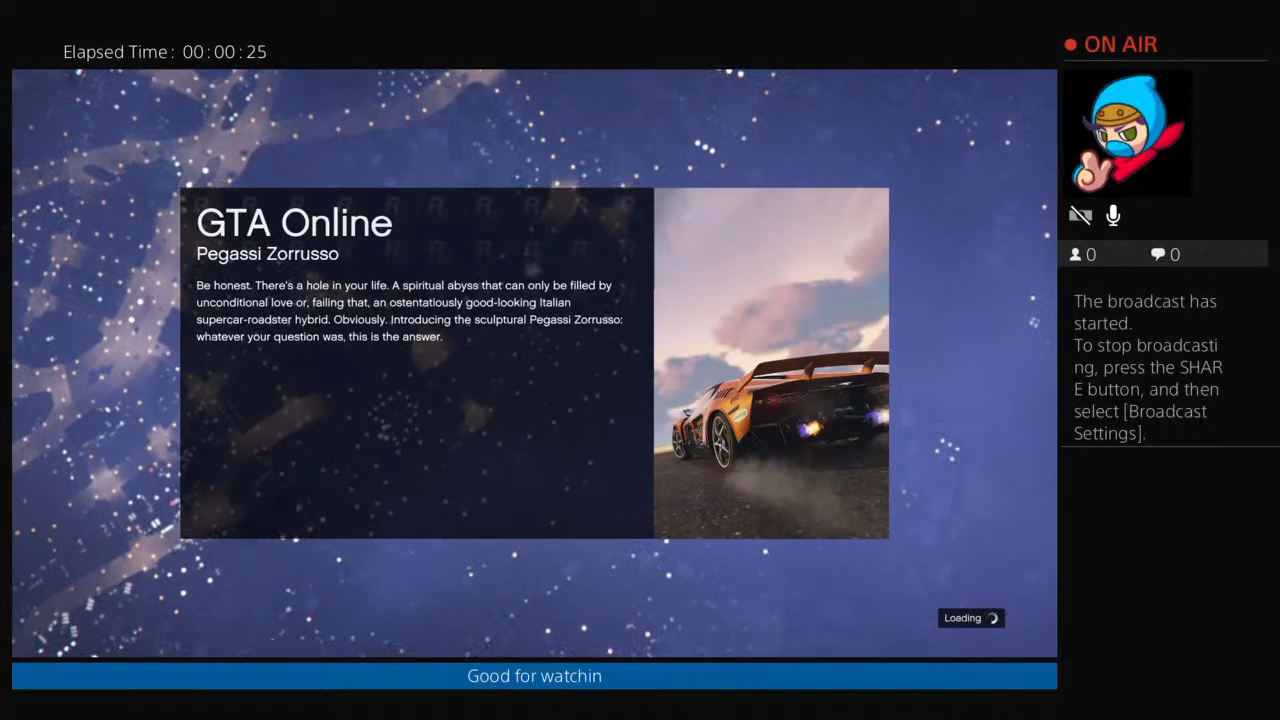 Elapsed Time: 00:00:25
ON AIR
GTA Online
Pegassi Zorrusso
Be honest. There's a hole in your life. A spiritual abyss that can only be filled by
unconditional love or, failing that, an ostentatiously good-looking Italian
supercar-roadster hybrid. Obviously. Introducing the sculptural Pegassi Zorrusso:
whatever your question was, this is the answer.
0 0
The broadcast has
started.
To stop broadcasti
ng, press the SHAR
E button, and then
select [Broadcast
Settings].
Loading
Good for watchin